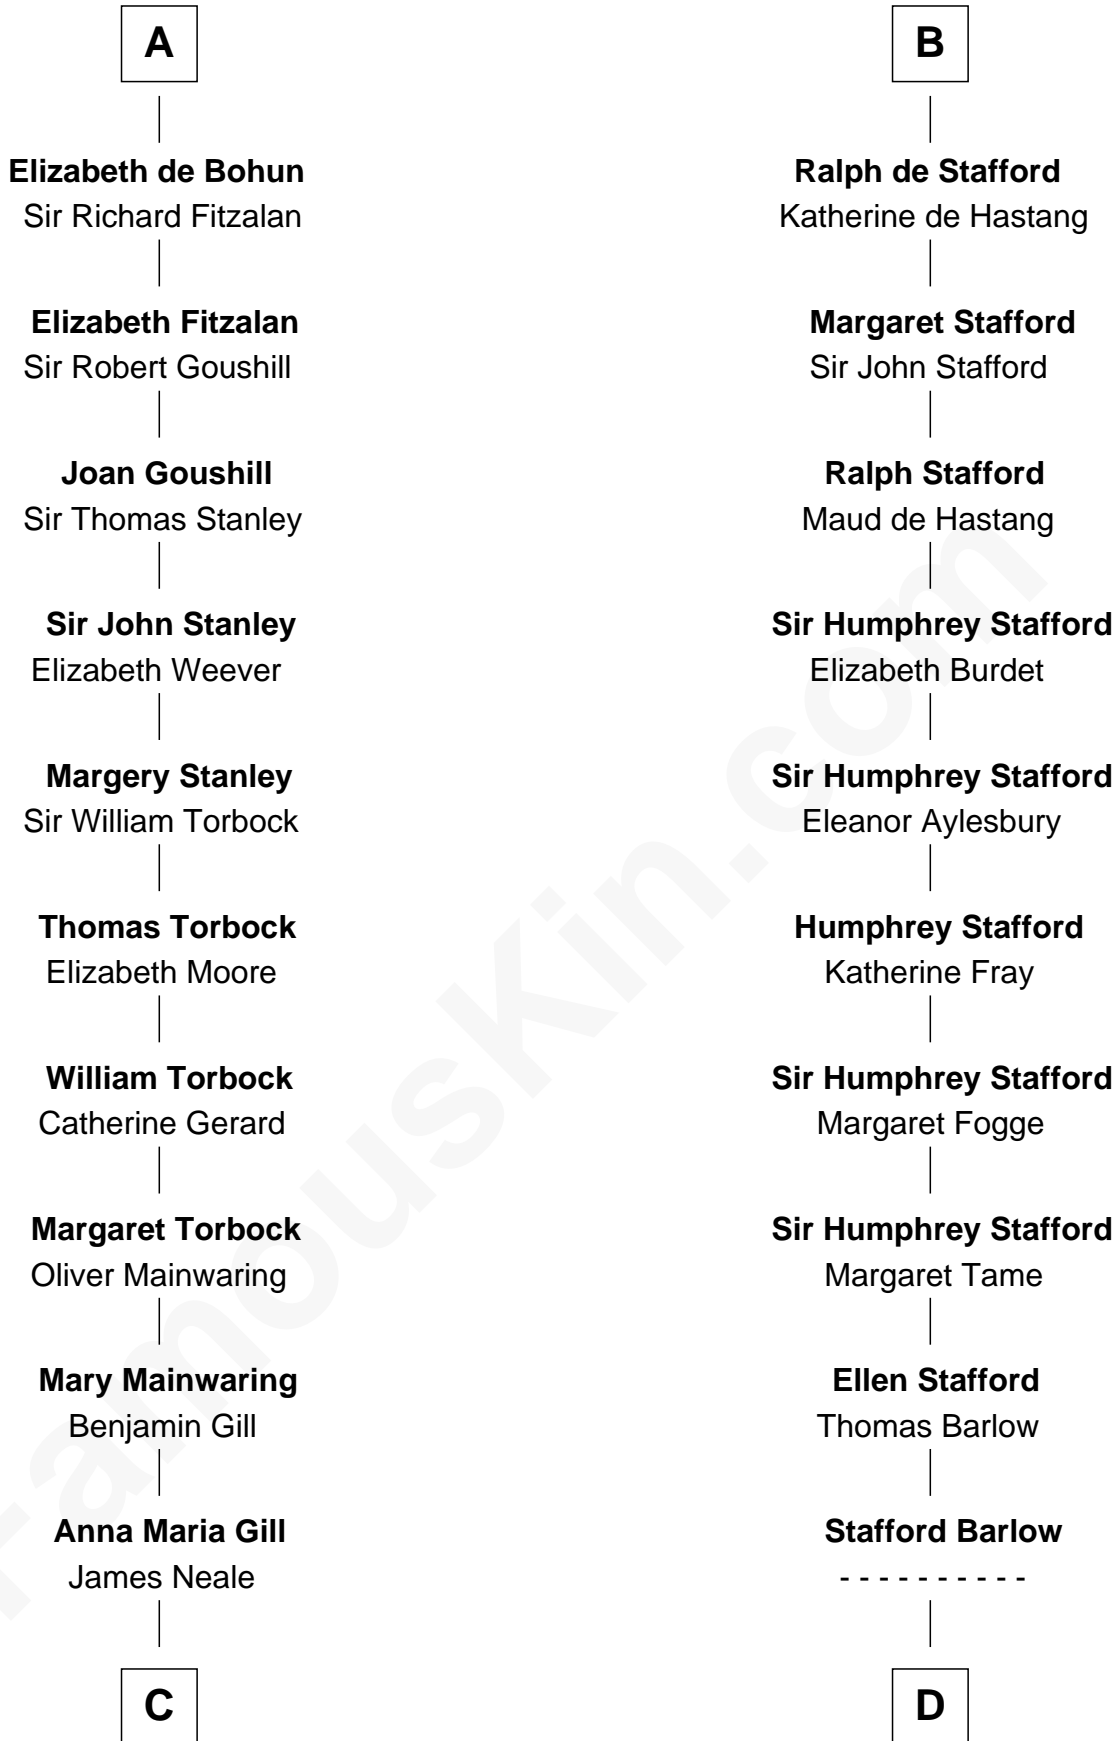 A
Elizabeth de Bohun
Sir Richard Fitzalan
Elizabeth Fitzalan
Sir Robert Goushill
Joan Goushill
Sir Thomas Stanley
Sir John Stanley
Elizabeth Weever
Margery Stanley
Sir William Torbock
Thomas Torbock
Elizabeth Moore
William Torbock
Catherine Gerard
Margaret Torbock
Oliver Mainwaring
Mary Mainwaring
Benjamin Gill
Anna Maria Gill
James Neale
C
B
Ralph de Stafford
Katherine de Hastang
Margaret Stafford
Sir John Stafford
Ralph Stafford
Maud de Hastang
Sir Humphrey Stafford
Elizabeth Burdet
Sir Humphrey Stafford
Eleanor Aylesbury
Humphrey Stafford
Katherine Fray
Sir Humphrey Stafford
Margaret Fogge
Sir Humphrey Stafford
Margaret Tame
Ellen Stafford
Thomas Barlow
Stafford Barlow
- - - - - - - - - -
D
FamousKin.com